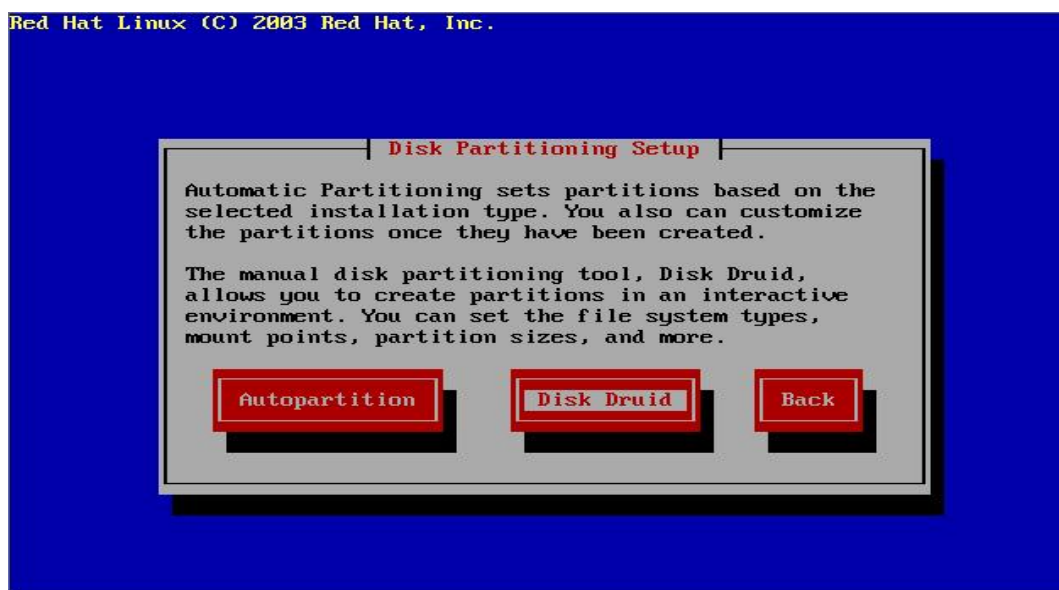 Red Hat Linux (C) 2003 Red Hat, Inc.
Disk Partitioning Setup
Automatic Partitioning sets partitions based on the
selected installation type. You also can customize
the partitions once they have been created.
The manual disk partitioning tool, Disk Druid,
allows you to create partitions in an interactive
environment. You can set the file system types,
mount points, partition sizes, and more.
Autopartition Disk Druid Back